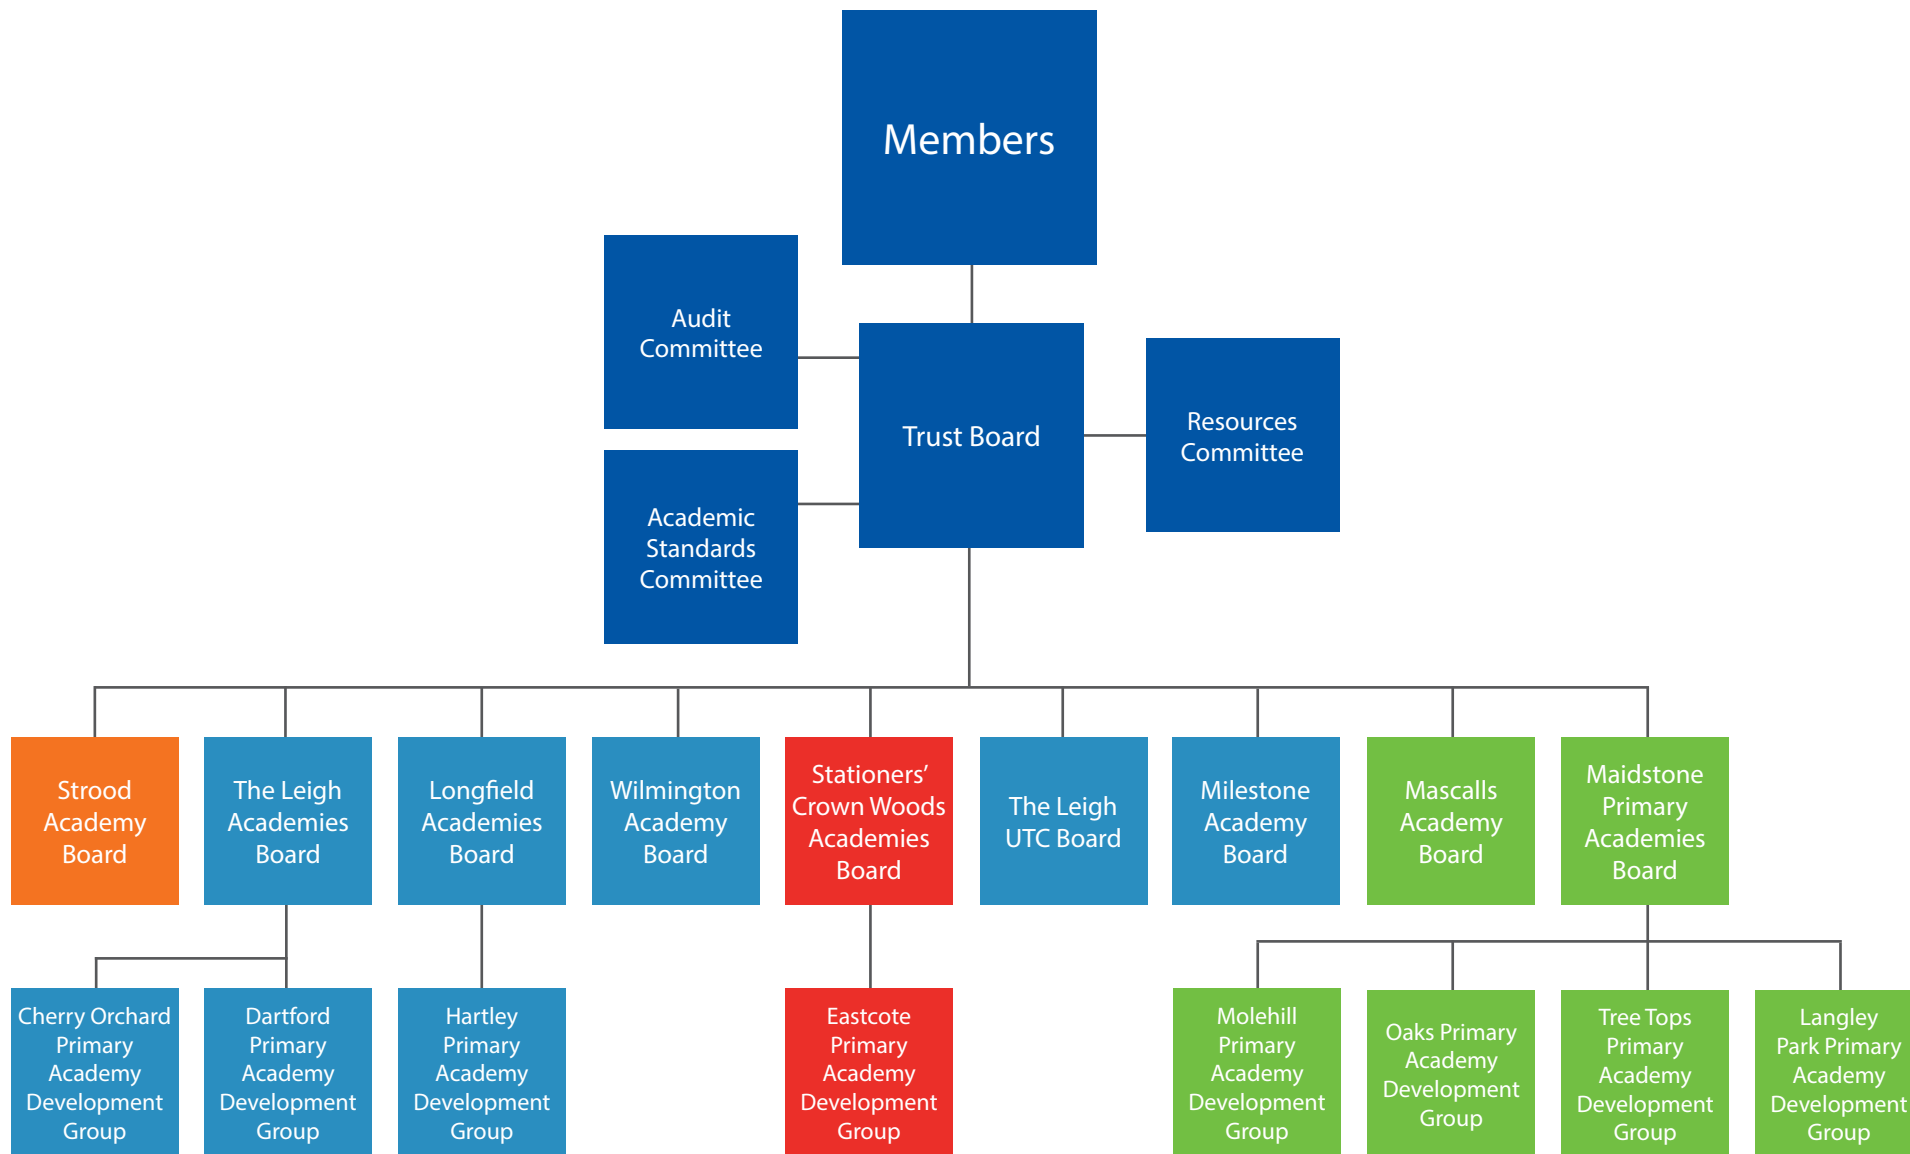 Members
Audit
Committee
Trust Board
Resources
Committee
Academic
Standards
Committee
Strood
Academy
Board
The Leigh
Academies
Board
Longfield
Academies
Board
Wilmington
Academy
Board
Stationers’
Crown Woods
Academies
Board
The Leigh
UTC Board
Milestone
Academy
Board
Mascalls
Academy
Board
Maidstone
Primary
Academies
Board
Cherry Orchard
Primary
Academy
Development
Group
Dartford
Primary
Academy
Development
Group
Hartley
Primary
Academy
Development
Group
Eastcote
Primary
Academy
Development
Group
Molehill
Primary
Academy
Development
Group
Oaks Primary
Academy
Development
Group
Tree Tops
Primary
Academy
Development
Group
Langley
Park Primary
Academy
Development
Group